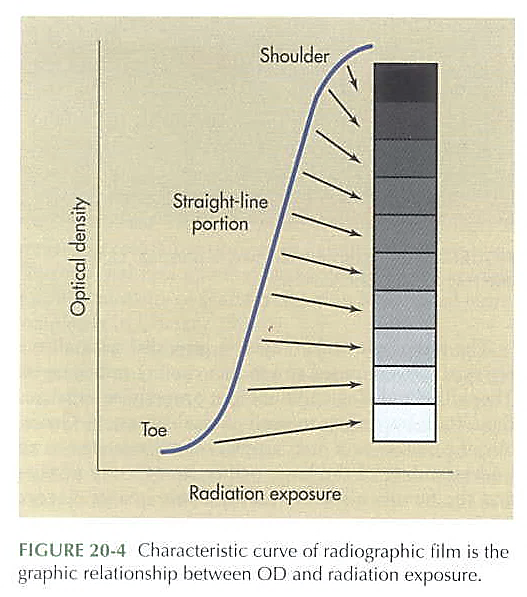 Shoulder
Straight-line
portion
Optical density
Toe
Radiation exposure
FIGURE 20-4 Characteristic curve of radiographic film is the
graphic relationship between OD and radiation exposure.